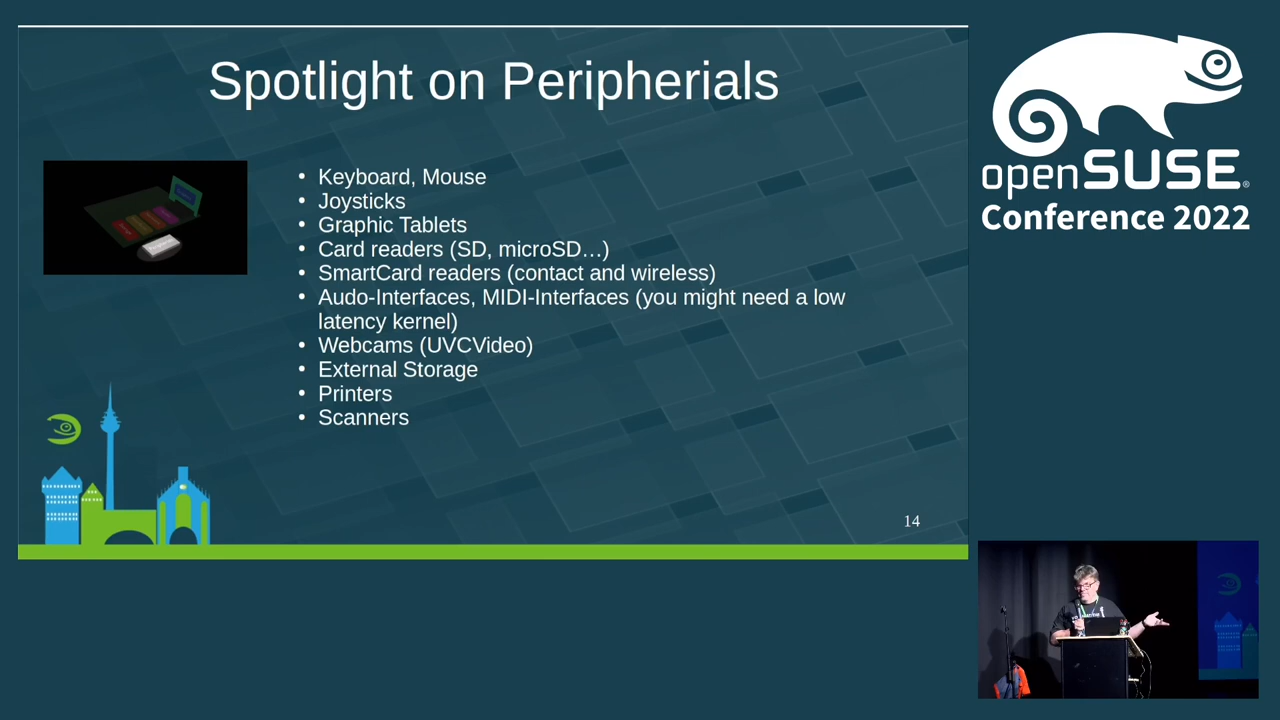 Spotlight on Peripherials
Keyboard, Mouse
Joysticks
Graphic Tablets
Card readers (SD, microSD…)
SmartCard readers (contact and wireless)
Audo-Interfaces, MIDI-Interfaces (you might need a low
latency kernel)
Webcams (UVCVideo)
External Storage
Printers
Scanners
14
openSUSE®
Conference 2022